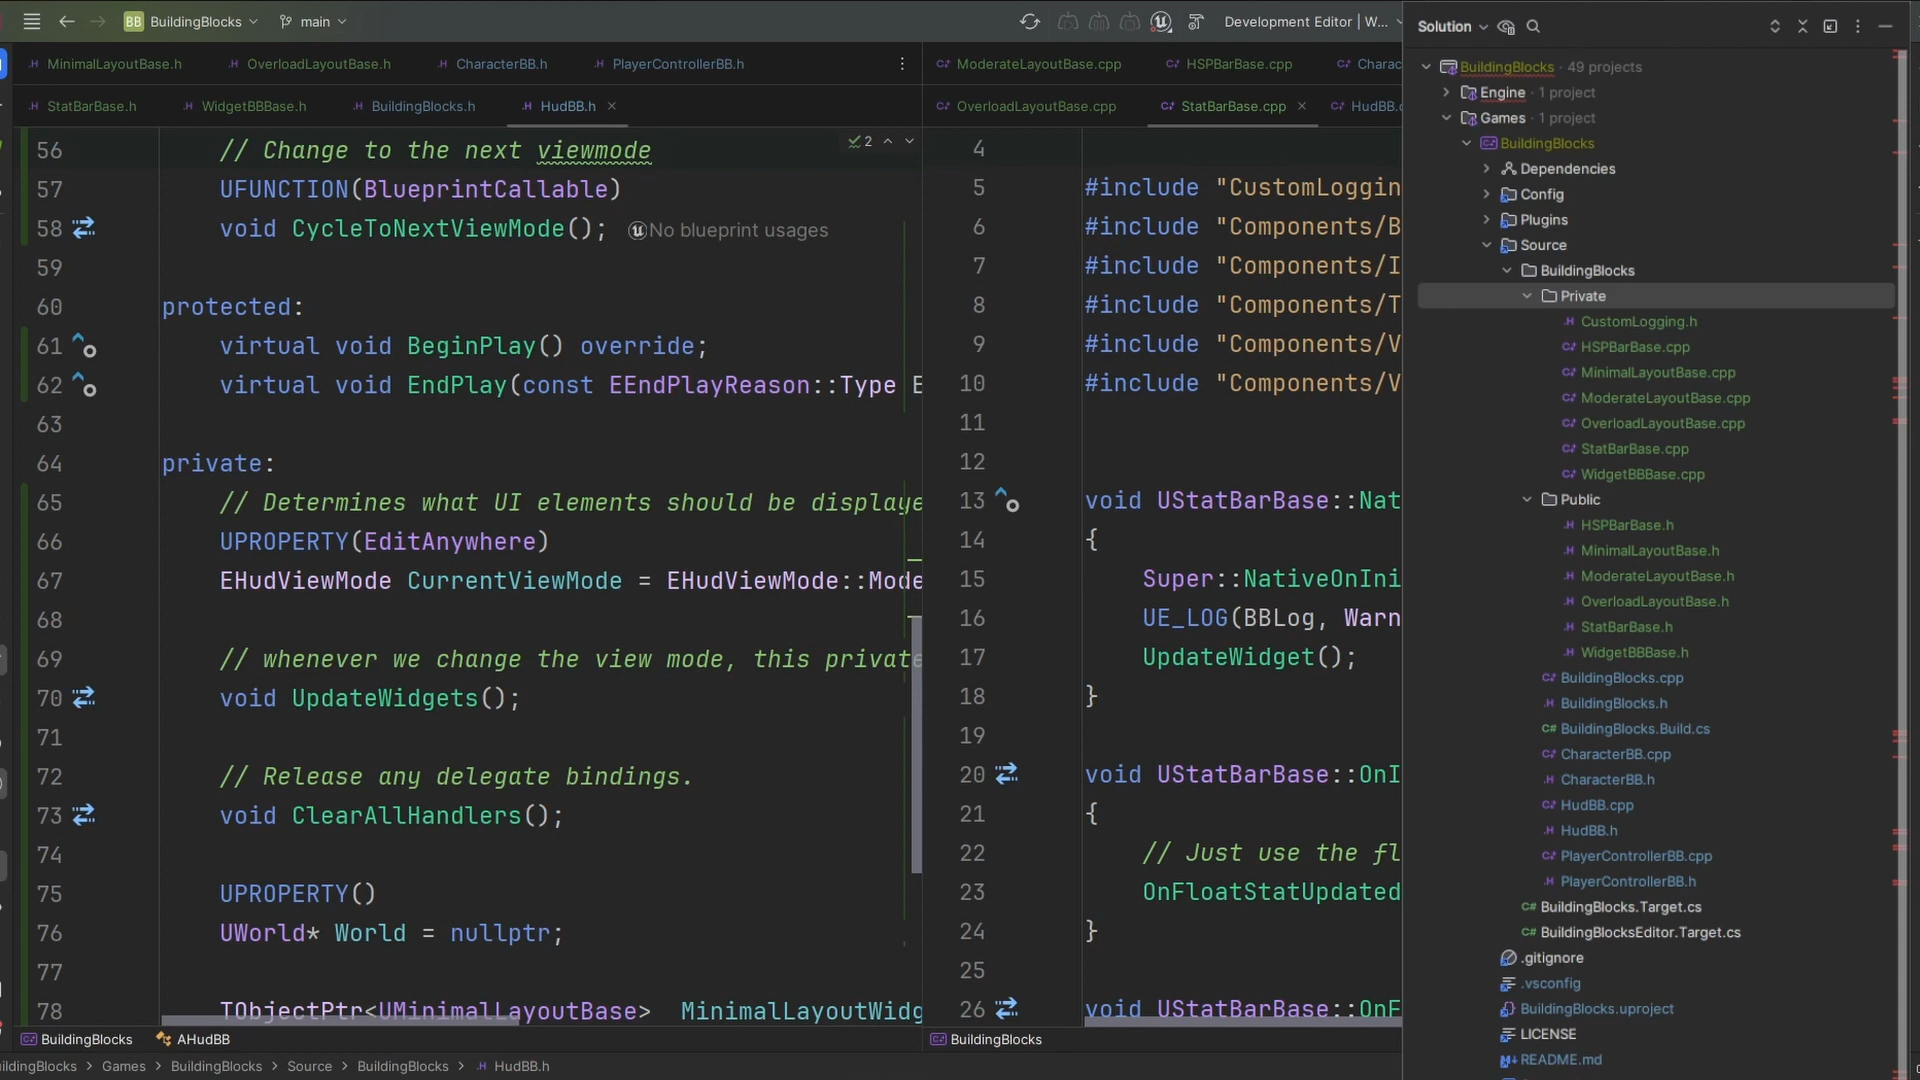 BB BuildingBlocks main Development Editor | W...
MinimalLayoutBase.h OverloadLayoutBase.h CharacterBB.h PlayerControllerBB.h
StatBarBase.h WidgetBBBase.h BuildingBlocks.h HudBB.h
2
56 // Change to the next viewmode
57 UFUNCTION(BlueprintCallable)
58 void CycleToNextViewMode(); No blueprint usages
59
60 protected:
61 virtual void BeginPlay() override;
62 virtual void EndPlay(const EEndPlayReason::Type E
63
64 private:
65 // Determines what UI elements should be displaye
66 UPROPERTY(EditAnywhere)
67 EHudViewMode CurrentViewMode = EHudViewMode::Mode
68
69 // whenever we change the view mode, this private
70 void UpdateWidgets();
71
72 // Release any delegate bindings.
73 void ClearAllHandlers();
74
75 UPROPERTY()
76 UWorld* World = nullptr;
77
78 TObjectPtr<UMinimalLayoutBase> MinimalLayoutWidg
BuildingBlocks AHudBB
ildingBlocks > Games > BuildingBlocks > Source > BuildingBlocks > HudBB.h
ModerateLayoutBase.cpp HSPBarBase.cpp Charac
OverloadLayoutBase.cpp StatBarBase.cpp HudBB.c
4
5 #include "CustomLoggin
6 #include "Components/B
7 #include "Components/I
8 #include "Components/T
9 #include "Components/V
10 #include "Components/V
11
12
13 void UStatBarBase::Nat
14 {
15 Super::NativeOnIni
16 UE_LOG(BBLog, Warn
17 UpdateWidget();
18 }
19
20 void UStatBarBase::OnI
21 {
22 // Just use the fl
23 OnFloatStatUpdated
24 }
25
26 void UStatBarBase::OnF
BuildingBlocks
Solution
BuildingBlocks · 49 projects
Engine · 1 project
Games · 1 project
BuildingBlocks
Dependencies
Config
Plugins
Source
BuildingBlocks
Private
CustomLogging.h
HSPBarBase.cpp
MinimalLayoutBase.cpp
ModerateLayoutBase.cpp
OverloadLayoutBase.cpp
StatBarBase.cpp
WidgetBBBase.cpp
Public
HSPBarBase.h
MinimalLayoutBase.h
ModerateLayoutBase.h
OverloadLayoutBase.h
StatBarBase.h
WidgetBBBase.h
BuildingBlocks.cpp
BuildingBlocks.h
BuildingBlocks.Build.cs
CharacterBB.cpp
CharacterBB.h
HudBB.cpp
HudBB.h
PlayerControllerBB.cpp
PlayerControllerBB.h
BuildingBlocks.Target.cs
BuildingBlocksEditor.Target.cs
.gitignore
.vsconfig
BuildingBlocks.uproject
LICENSE
README.md